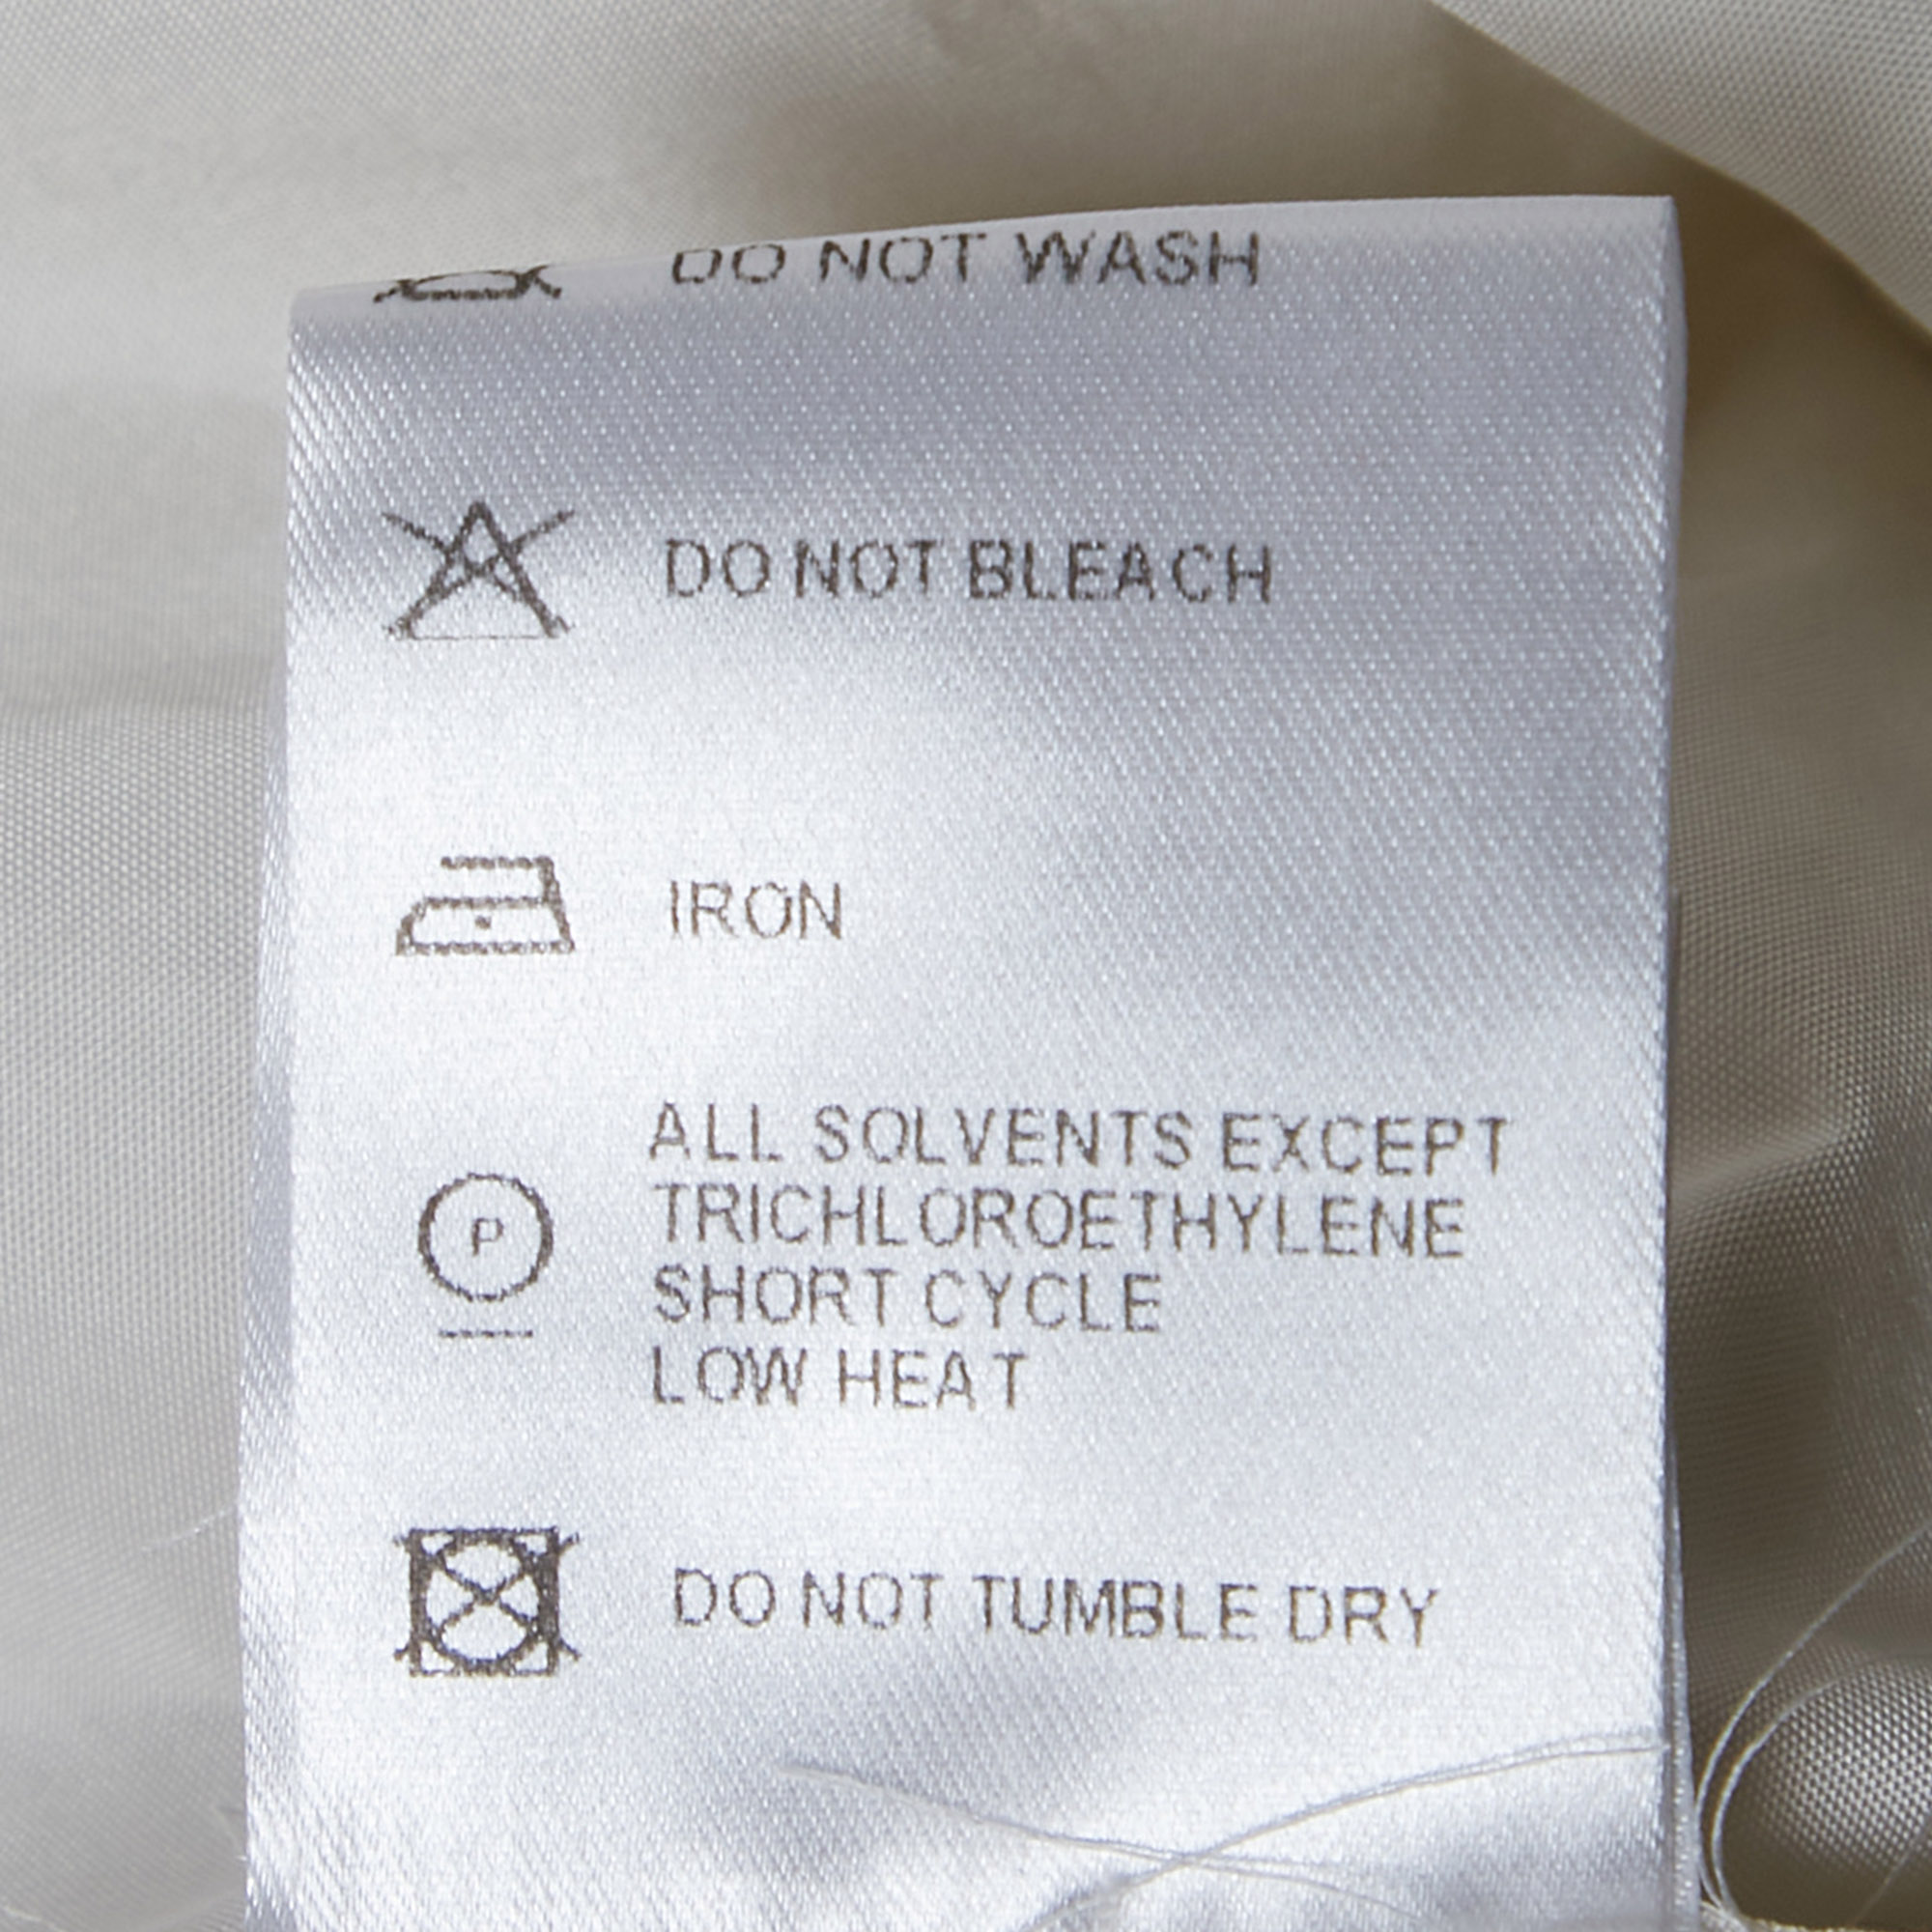 DO NOT WASH
DO NOT BLEACH
IRON
ALL SOLVENTS EXCEPT
TRICHLOROETHYLENE
P
SHORT CYCLE
LOW HEAT
DO NOT TUMBLE DRY